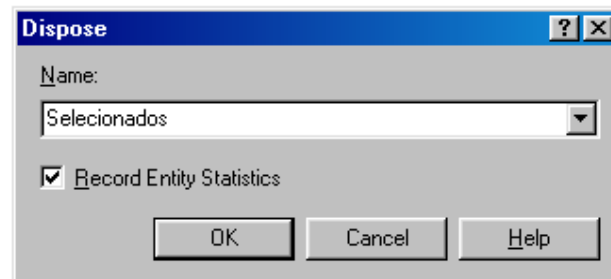 Dispose
Name:
Selecionados
Record Entity Statistics
OK Cancel Help